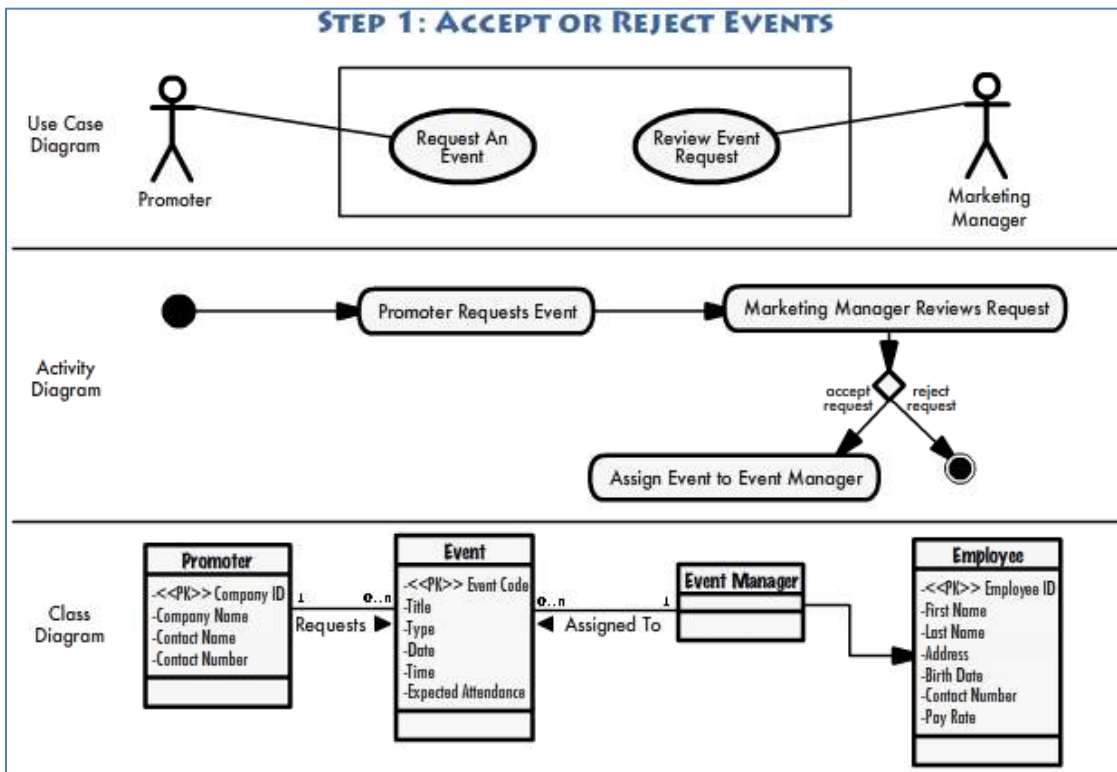 STEP 1: ACCEPT OR REJECT EVENTS
Use Case
Diagram
Promoter
Request An
Event
Review Event
Request
Marketing
Manager
Activity
Diagram
Promoter Requests Event
Marketing Manager Reviews Request
accept
request
reject
request
Assign Event to Event Manager
Class
Diagram
Promoter
-<<PK>> Company ID
-Company Name
-Contact Name
-Contact Number
1
0..n
Requests
Event
-<<PK>> Event Code
-Title
-Type
-Date
-Time
-Expected Attendance
0..n
1
Assigned To
Event Manager
Employee
-<<PK>> Employee ID
-First Name
-Last Name
-Address
-Birth Date
-Contact Number
-Pay Rate